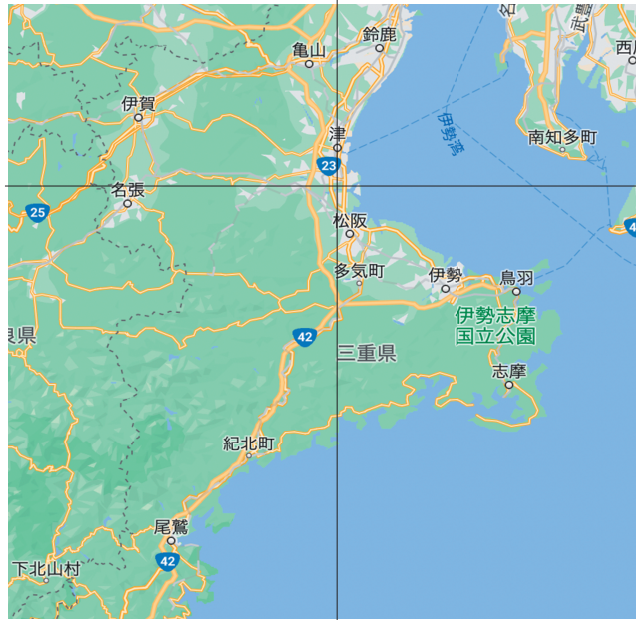 鈴鹿
亀山
西
武豊
伊賀
津
伊勢湾
南知多町
23
名張
25
松阪
多気町
伊勢
鳥羽
42
伊勢志摩
国立公園
良県
三重県
志摩
紀北町
尾鷲
42
下北山村